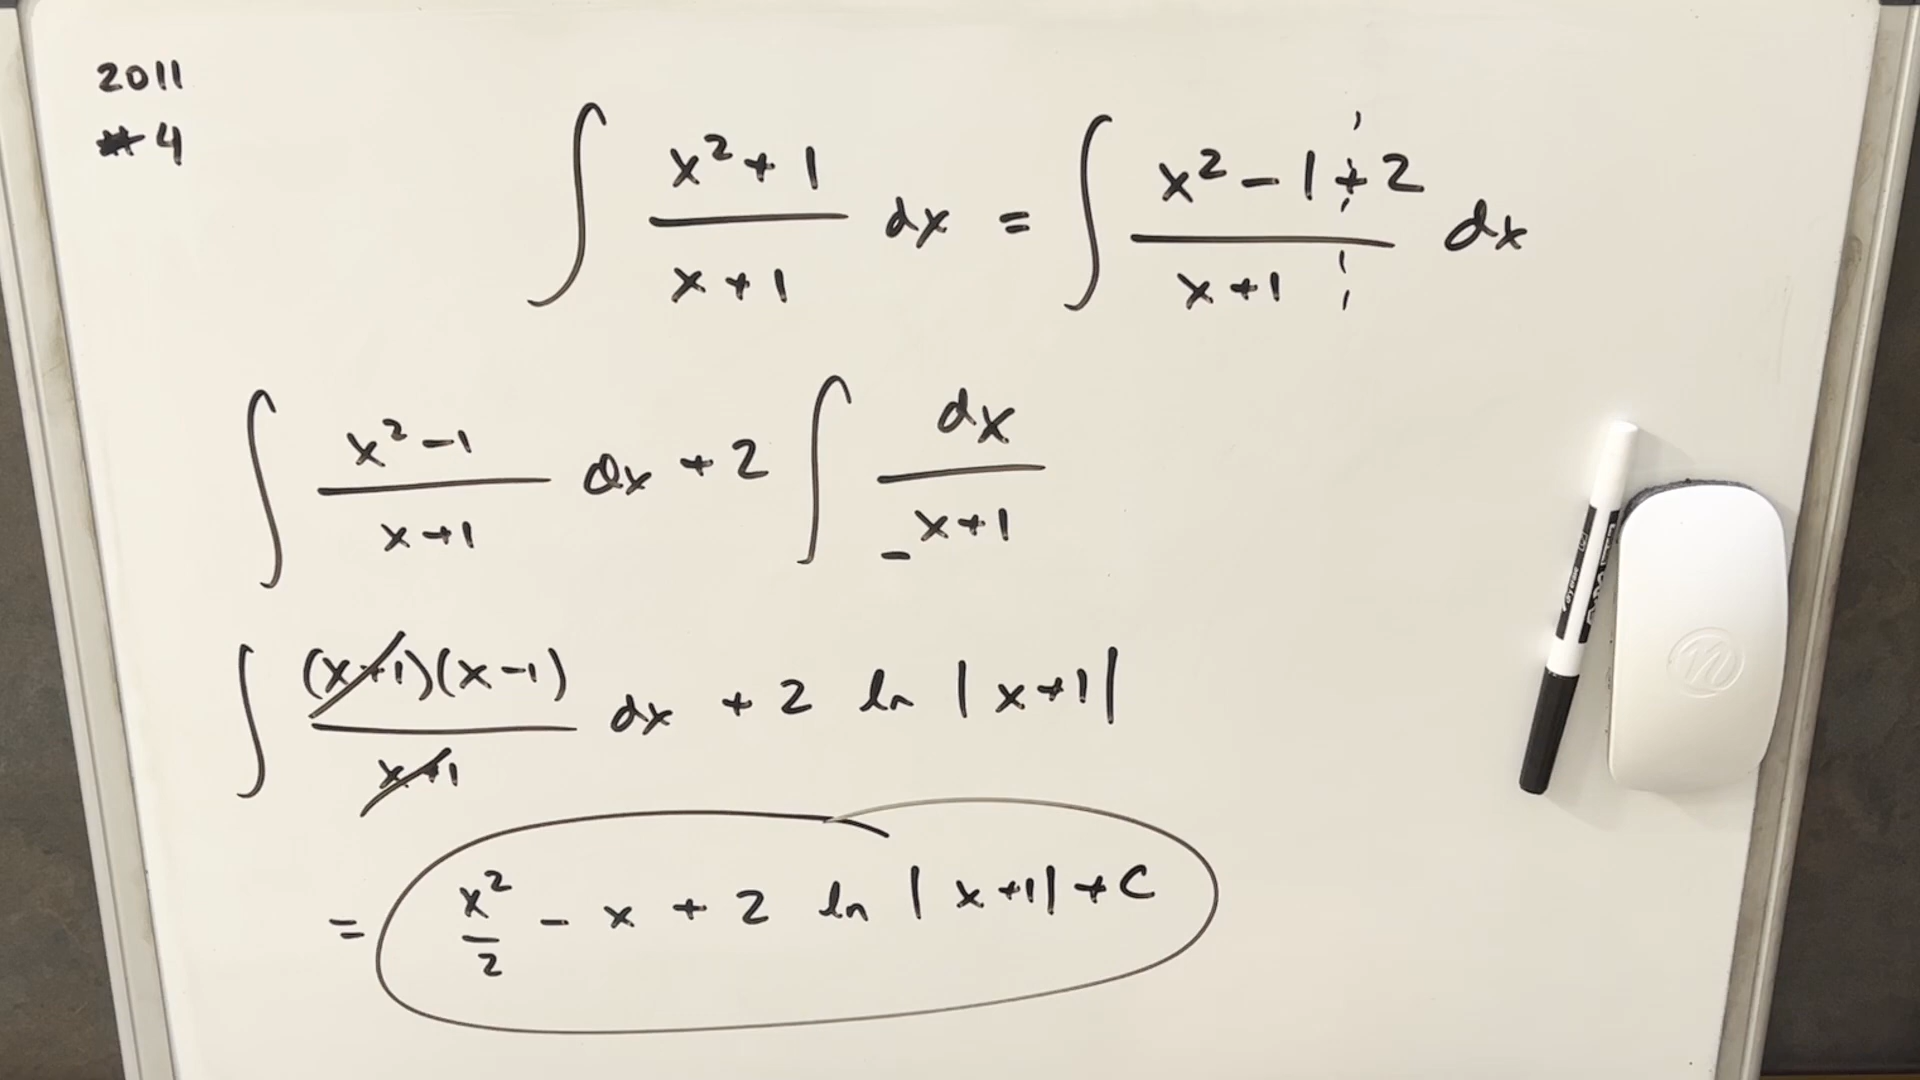 2011
#4
∫ (x² + 1)/(x + 1) dx = ∫ (x² - 1 + 2)/(x + 1) dx
∫ (x² - 1)/(x + 1) dx + 2 ∫ dx/(x + 1)
∫ (x+1)(x-1)/(x+1) dx + 2 ln |x+1|
= x²/2 - x + 2 ln |x+1| + C